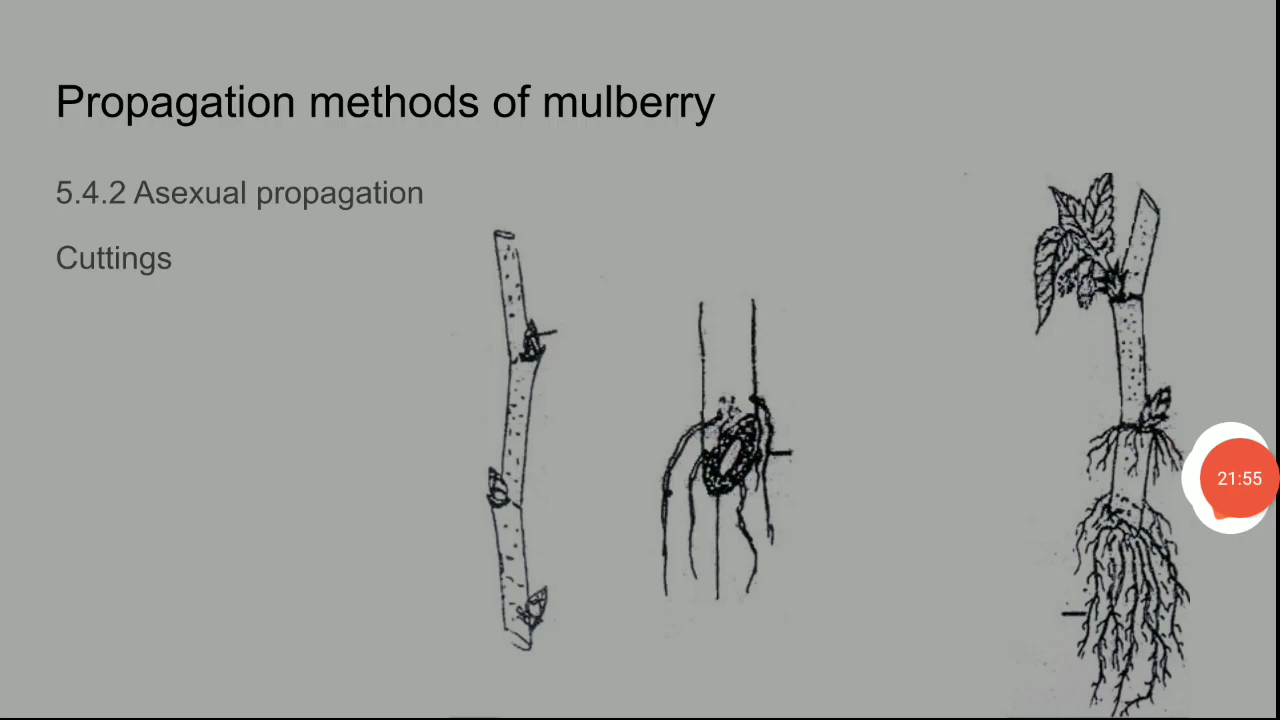 Propagation methods of mulberry
5.4.2 Asexual propagation
Cuttings
21:55